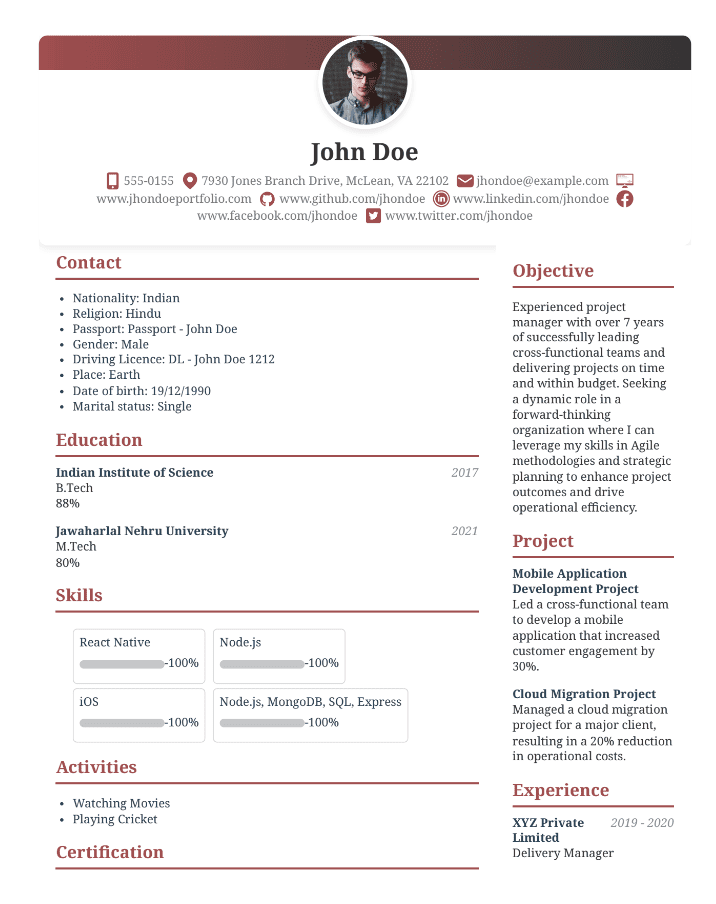 John Doe
555-0155 7930 Jones Branch Drive, McLean, VA 22102 jhondoe@example.com
www.jhondoeportfolio.com www.github.com/jhondoe www.linkedin.com/jhondoe
www.facebook.com/jhondoe www.twitter.com/jhondoe
Contact
• Nationality: Indian
• Religion: Hindu
• Passport: Passport - John Doe
• Gender: Male
• Driving Licence: DL - John Doe 1212
• Place: Earth
• Date of birth: 19/12/1990
• Marital status: Single
Education
Indian Institute of Science 2017
B.Tech
88%
Jawaharlal Nehru University 2021
M.Tech
80%
Skills
React Native
-100%
Node.js
-100%
iOS
-100%
Node.js, MongoDB, SQL, Express
-100%
Activities
• Watching Movies
• Playing Cricket
Certification
Objective
Experienced project
manager with over 7 years
of successfully leading
cross-functional teams and
delivering projects on time
and within budget. Seeking
a dynamic role in a
forward-thinking
organization where I can
leverage my skills in Agile
methodologies and strategic
planning to enhance project
outcomes and drive
operational efficiency.
Project
Mobile Application
Development Project
Led a cross-functional team
to develop a mobile
application that increased
customer engagement by
30%.
Cloud Migration Project
Managed a cloud migration
project for a major client,
resulting in a 20% reduction
in operational costs.
Experience
XYZ Private 2019 - 2020
Limited
Delivery Manager